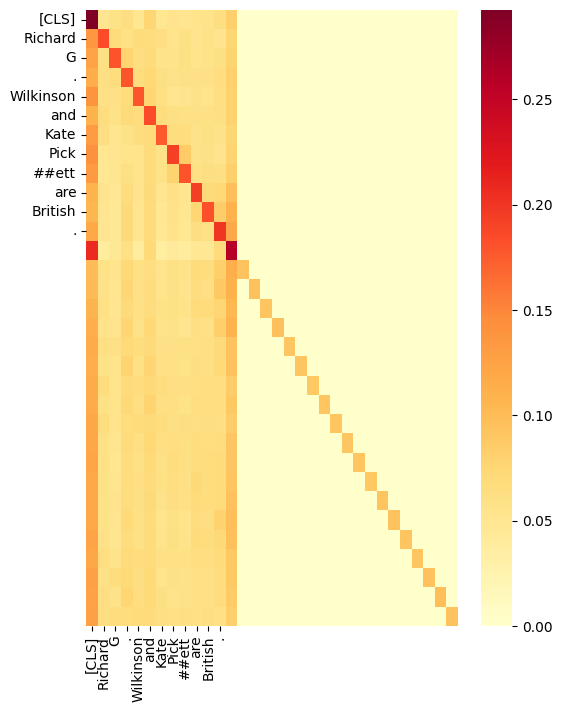 [CLS]
Richard
G
.
Wilkinson
and
Kate
Pick
##ett
are
British
.
0.25
0.20
0.15
0.10
0.05
0.00
[CLS]
Richard
G
.
Wilkinson
and
Kate
Pick
##ett
are
British
.